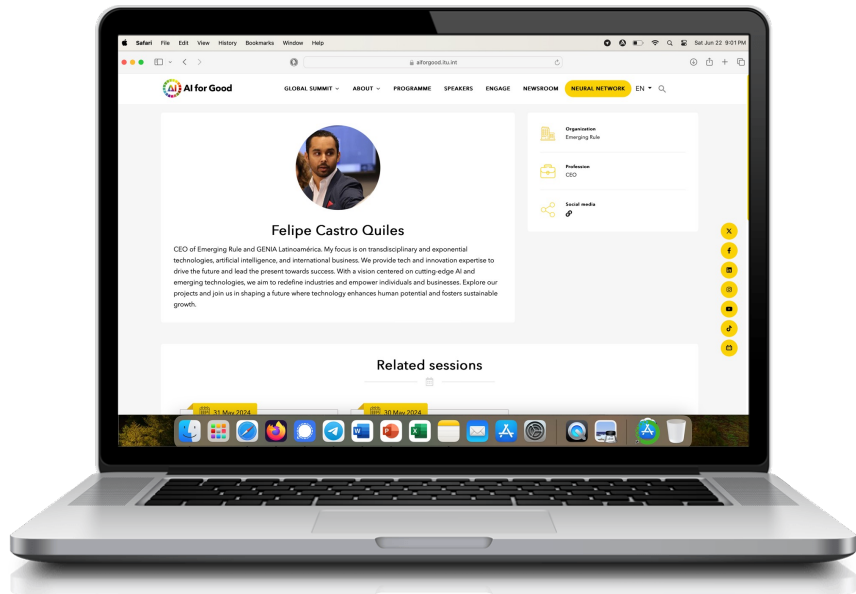 Safari File Edit View History Bookmarks Window Help
Sat Jun 22 9:01 PM
aiforgood.itu.int
AI AI for Good
GLOBAL SUMMIT ABOUT PROGRAMME SPEAKERS ENGAGE NEWSROOM NEURAL NETWORK EN
Felipe Castro Quiles
CEO of Emerging Rule and GENIA Latinoamérica. My focus is on transdisciplinary and exponential
technologies, artificial intelligence, and international business. We provide tech and innovation expertise to
drive the future and lead the present towards success. With a vision centered on cutting-edge AI and
emerging technologies, we aim to redefine industries and empower individuals and businesses. Explore our
projects and join us in shaping a future where technology enhances human potential and fosters sustainable
growth.
Organization
Emerging Rule
Profession
CEO
Social media
Related sessions
31 May 2024
30 May 2024